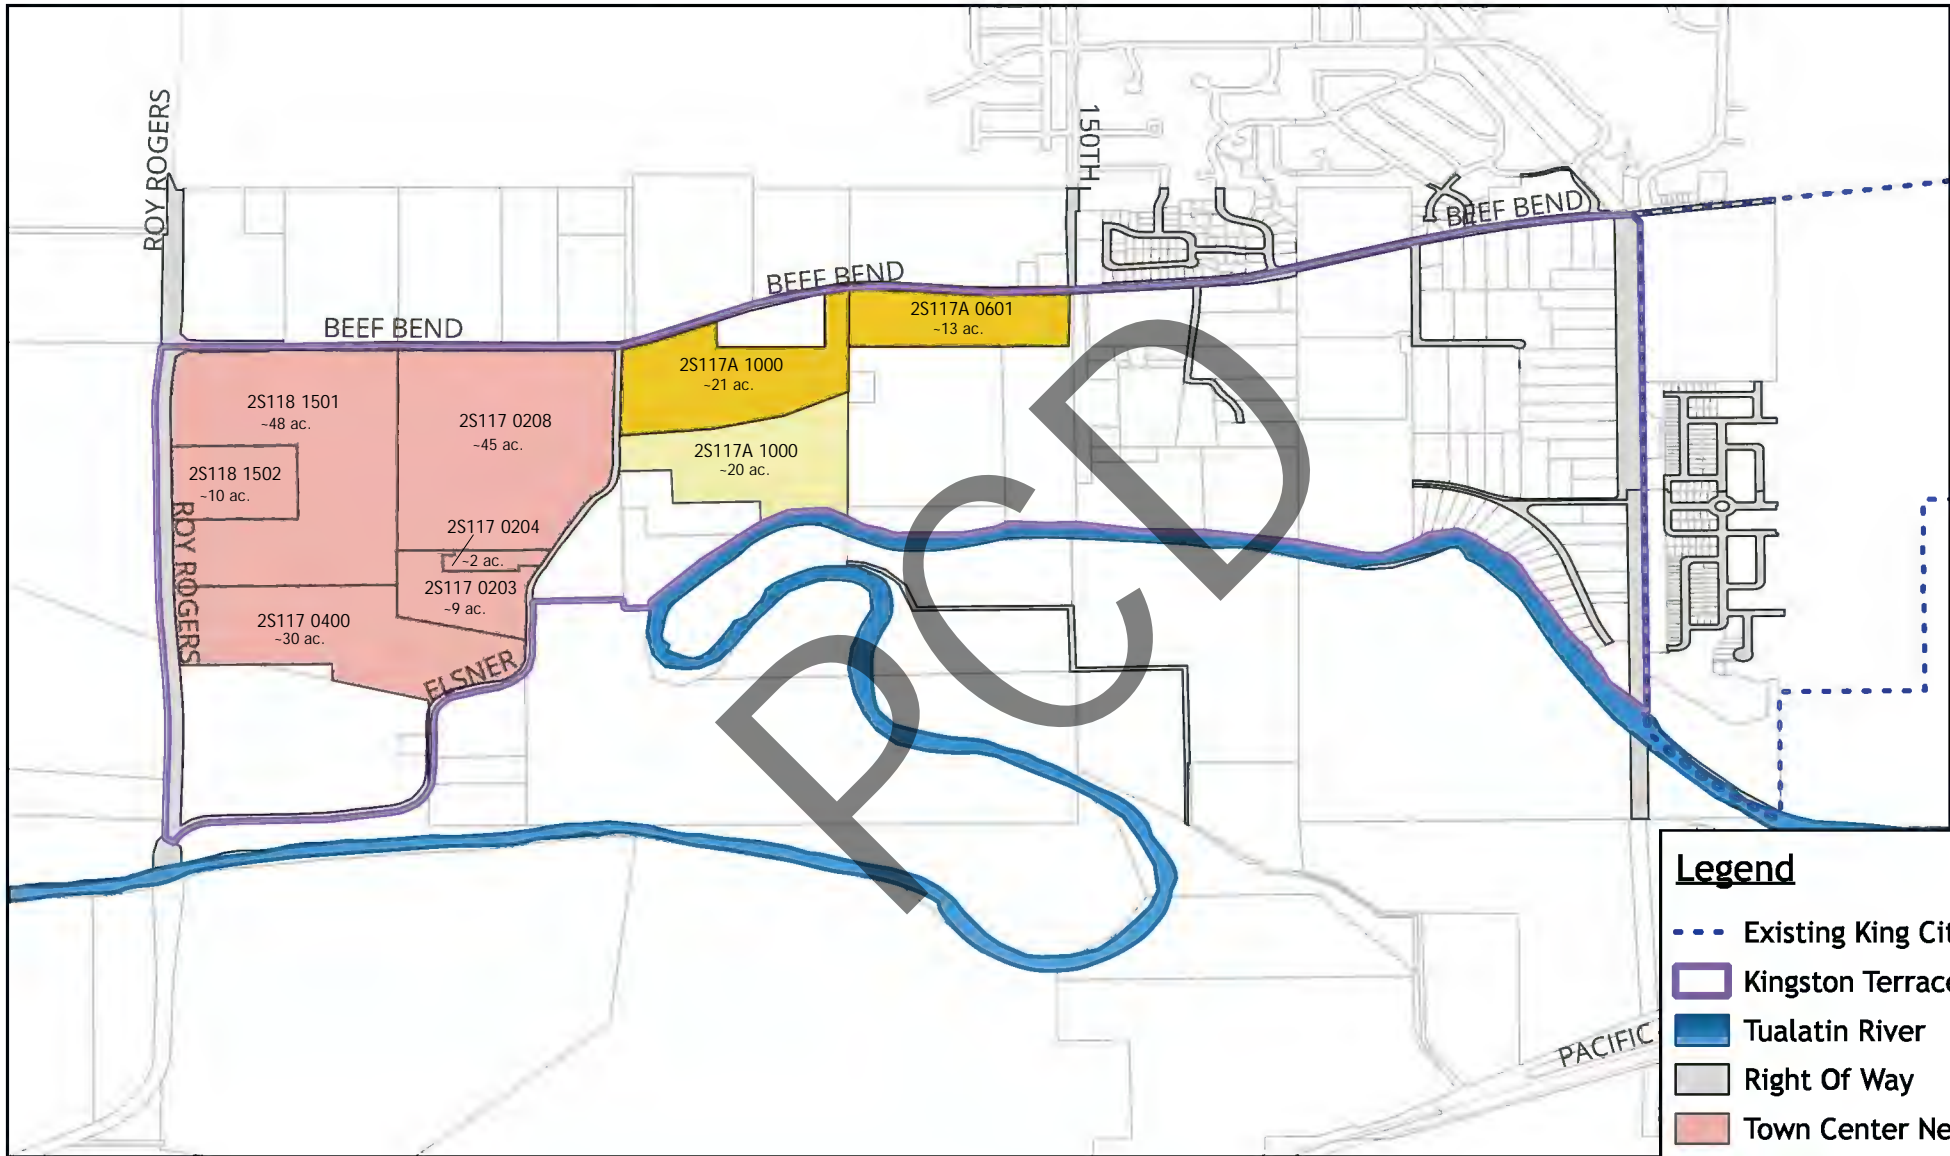 ROY ROGERS
150TH
BEEF BEND
BEEF BEND
BEEF BEND
2S117A 0601
~13 ac.
2S117A 1000
~21 ac.
2S118 1501
~48 ac.
2S117 0208
~45 ac.
2S117A 1000
~20 ac.
2S118 1502
~10 ac.
2S117 0204
~2 ac.
2S117 0203
~9 ac.
ROY ROGERS
2S117 0400
~30 ac.
ELSNER
PCD
Legend
Existing King Cit
Kingston Terrace
Tualatin River
PACIFIC
Right Of Way
Town Center Ne